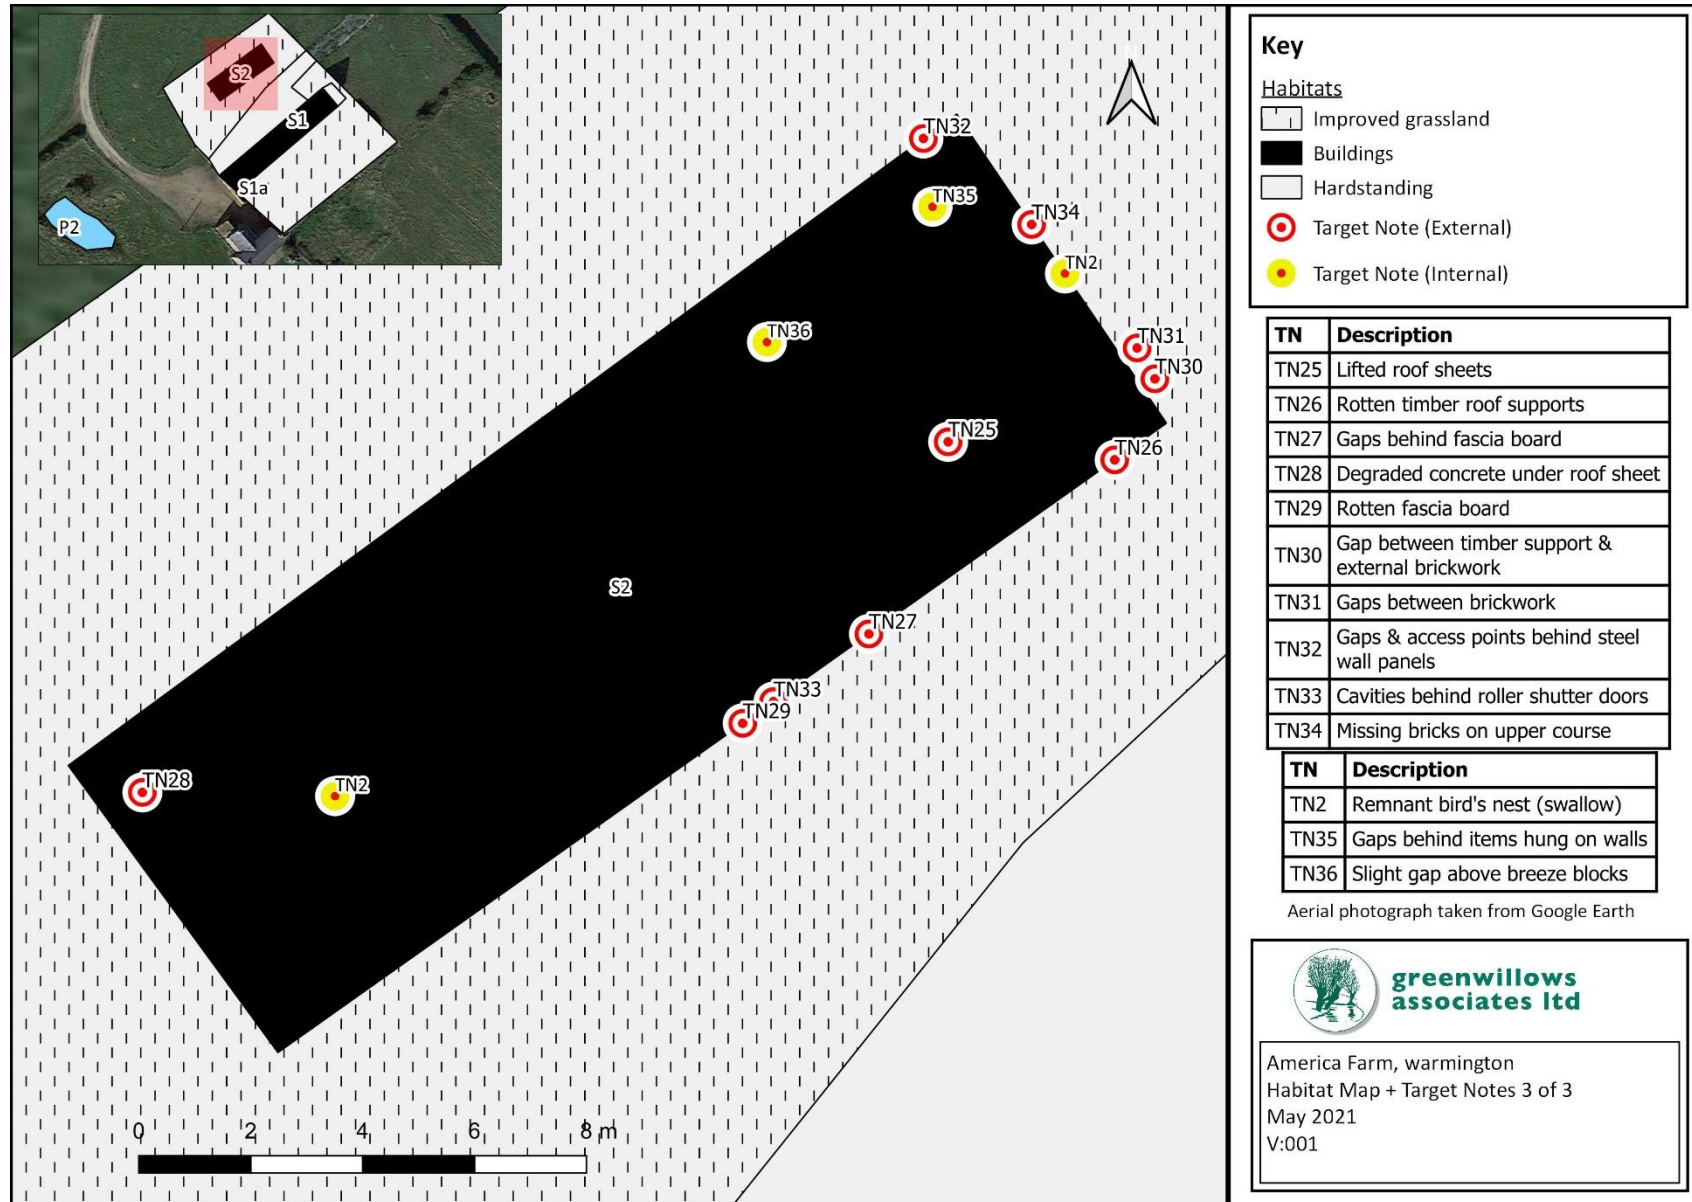 S2
S1
S1a
P2
N
TN32
TN35
TN34
TN2
TN31
TN36
TN30
TN25
TN26
S2
TN27
TN33
TN29
TN28
TN2
0 2 4 6 8 m
Key
Habitats
Improved grassland
Buildings
Hardstanding
Target Note (External)
Target Note (Internal)
TN Description
TN25 Lifted roof sheets
TN26 Rotten timber roof supports
TN27 Gaps behind fascia board
TN28 Degraded concrete under roof sheet
TN29 Rotten fascia board
TN30 Gap between timber support &
external brickwork
TN31 Gaps between brickwork
TN32 Gaps & access points behind steel
wall panels
TN33 Cavities behind roller shutter doors
TN34 Missing bricks on upper course
TN Description
TN2 Remnant bird's nest (swallow)
TN35 Gaps behind items hung on walls
TN36 Slight gap above breeze blocks
Aerial photograph taken from Google Earth
greenwillows
associates ltd
America Farm, warmington
Habitat Map + Target Notes 3 of 3
May 2021
V:001